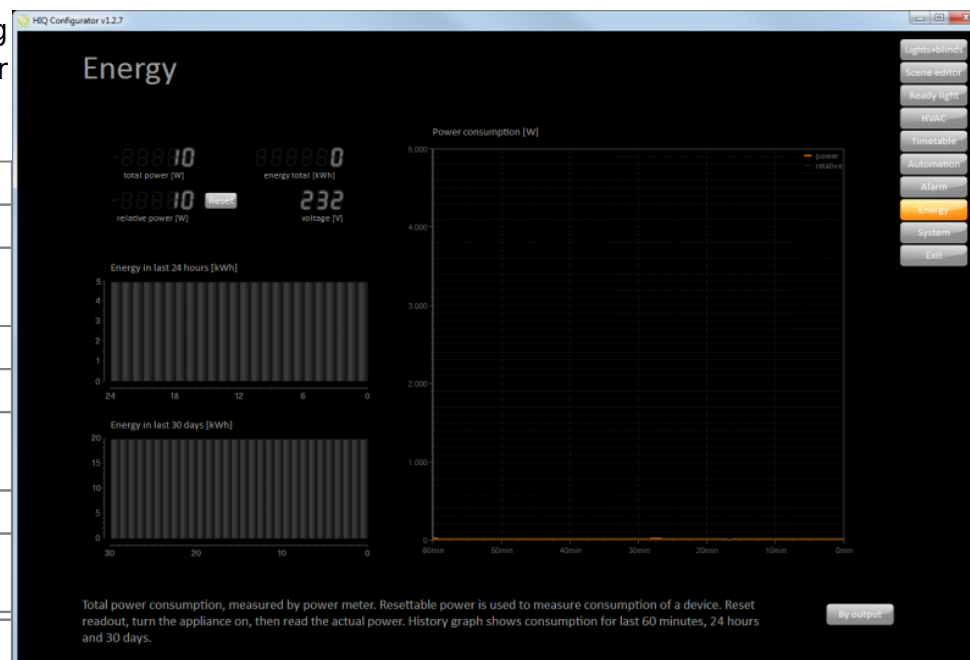 g
r
HIQ Configurator v1.2.7
Energy
Lights+blinds
Scene editor
Ready light
HVAC
Timetable
Automation
Alarm
Energy
System
Exit
10
total power [W]
0
energy total [kWh]
10
relative power [W]
Reset
232
voltage [V]
Power consumption [W]
power
relative
5.000
4.000
3.000
2.000
1.000
0
60min 50min 40min 30min 20min 10min 0min
Energy in last 24 hours [kWh]
5
4
3
2
1
0
24 18 12 6 0
Energy in last 30 days [kWh]
20
15
10
5
0
30 20 10 0
Total power consumption, measured by power meter. Resettable power is used to measure consumption of a device. Reset
readout, turn the appliance on, then read the actual power. History graph shows consumption for last 60 minutes, 24 hours
and 30 days.
By output